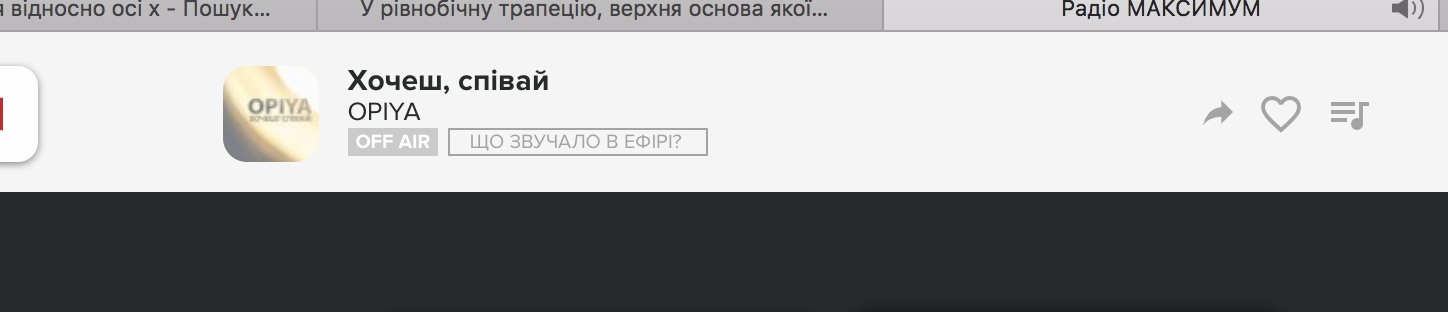 я відносно осі х - Пошук...
У рівнобічну трапецію, верхня основа якої...
Радіо МАКСИМУМ
Хочеш, співай
OPIYA
OFF AIR
ЩО ЗВУЧАЛО В ЕФІРІ?
OPIYA
ХОЧЕШ? СПІВАЙ!